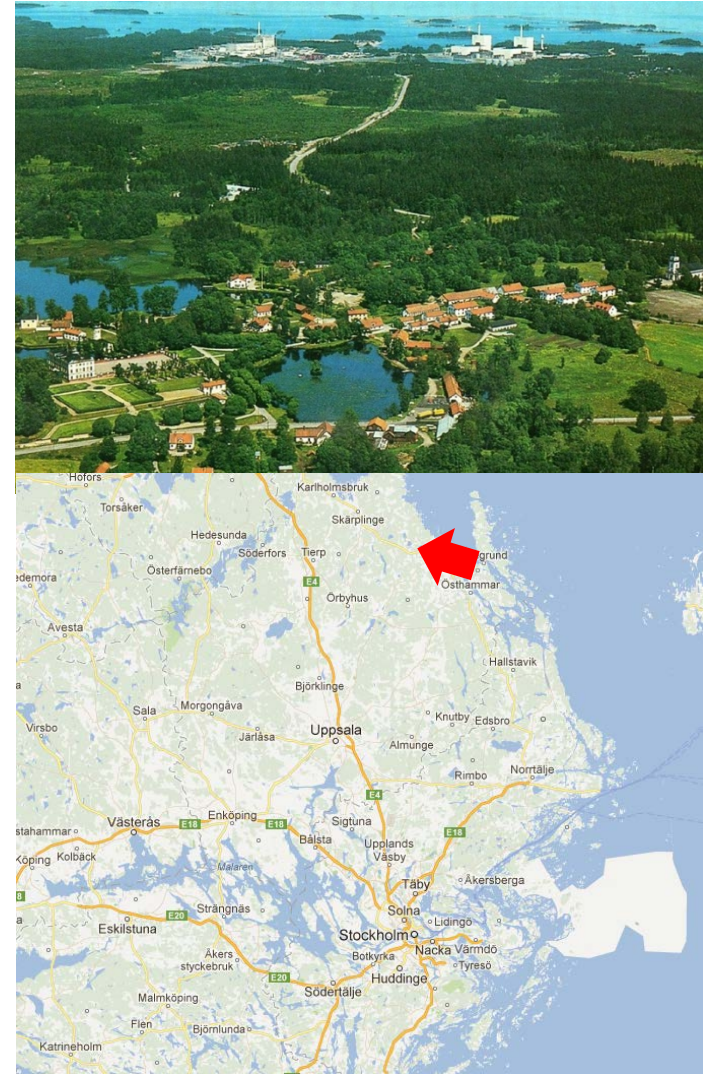 Hofors
Karlholmsbruk
Torsåker
Skärplinge
Hedesunda
Söderfors
Tierp
grund
edemora
Österfärnebo
Östhammar
E4
Örbyhus
Avesta
Hallstavik
a
Björklinge
Morgongåva
Sala
Knutby
Edsbro
Virsbo
Uppsala
Järlåsa
Almunge
Norrtälje
Rimbo
E4
Enköping
Sigtuna
Västerås
E18
E18
stahammar
E18
Bålsta
Upplands
Väsby
Köping
Kolbäck
Mälaren
Täby
Åkersberga
8
Strängnäs
Solna
E20
a
Lidingö
Eskilstuna
Stockholm
Nacka
Värmdö
Åkers
styckebruk
Botkyrka
Tyresö
E20
Huddinge
Södertälje
Malmköping
Flen
Björnlunda
Katrineholm